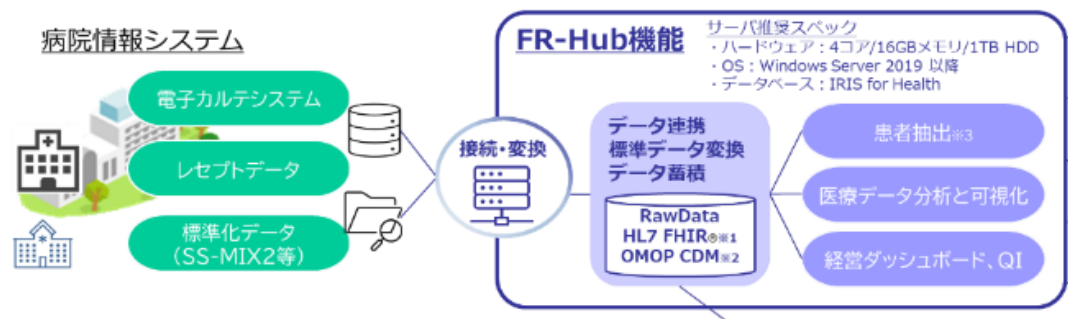 病院情報システム
電子カルテシステム
レセプトデータ
標準化データ
(SS-MIX2等)
接続・変換
FR-Hub機能
サーバ推奨スペック
・ハードウェア：4コア/16GBメモリ/1TB HDD
・OS：Windows Server 2019 以降
・データベース：IRIS for Health
データ連携
標準データ変換
データ蓄積
RawData
HL7 FHIR®※1
OMOP CDM※2
患者抽出※3
医療データ分析と可視化
経営ダッシュボード、QI